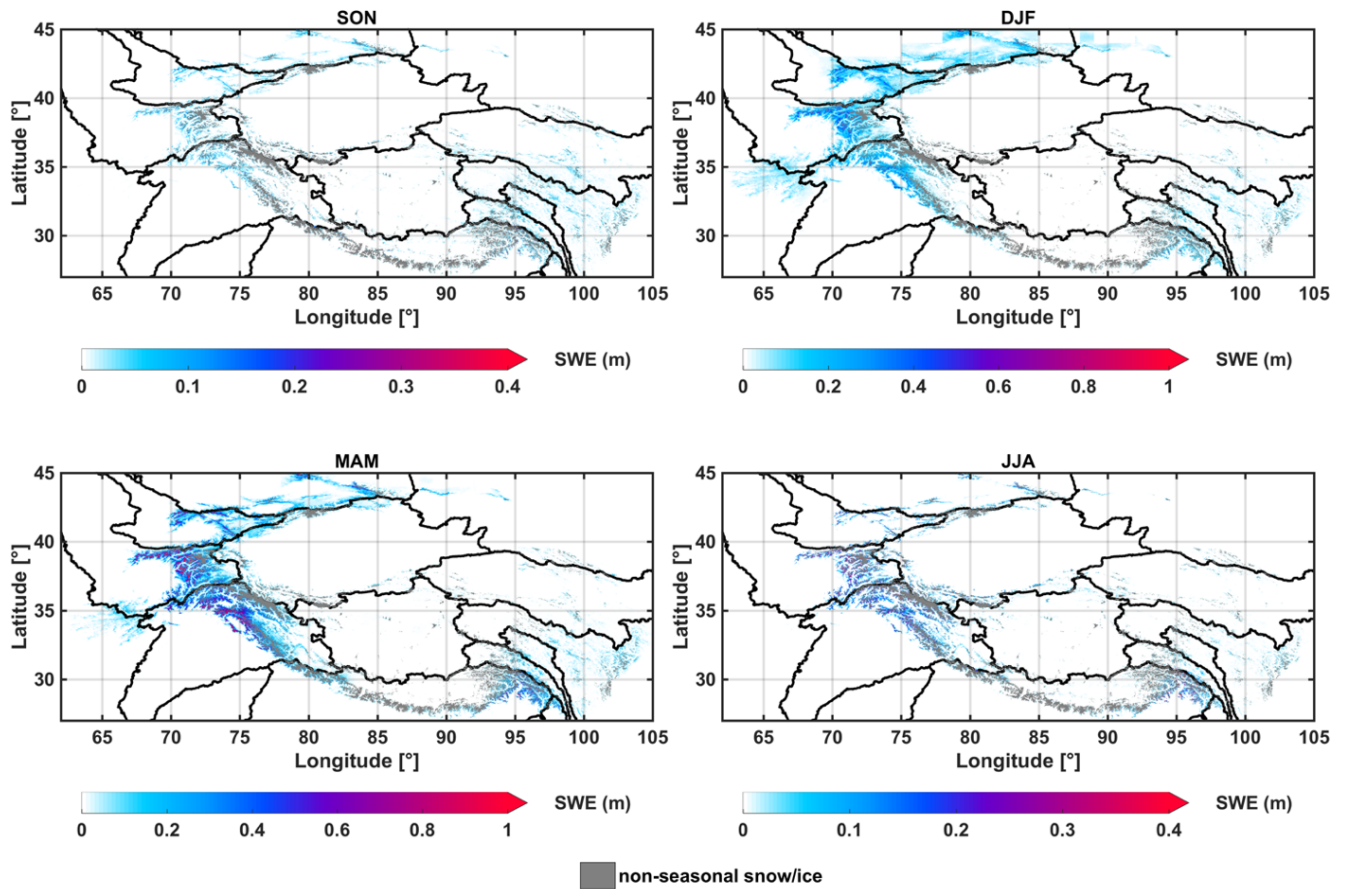 SON
45
40
35
30
Latitude [°]
65 70 75 80 85 90 95 100 105
Longitude [°]
SWE (m)
0 0.1 0.2 0.3 0.4
DJF
45
40
35
30
Latitude [°]
65 70 75 80 85 90 95 100 105
Longitude [°]
SWE (m)
0 0.2 0.4 0.6 0.8 1
MAM
45
40
35
30
Latitude [°]
65 70 75 80 85 90 95 100 105
Longitude [°]
SWE (m)
0 0.2 0.4 0.6 0.8 1
JJA
45
40
35
30
Latitude [°]
65 70 75 80 85 90 95 100 105
Longitude [°]
SWE (m)
0 0.1 0.2 0.3 0.4
non-seasonal snow/ice